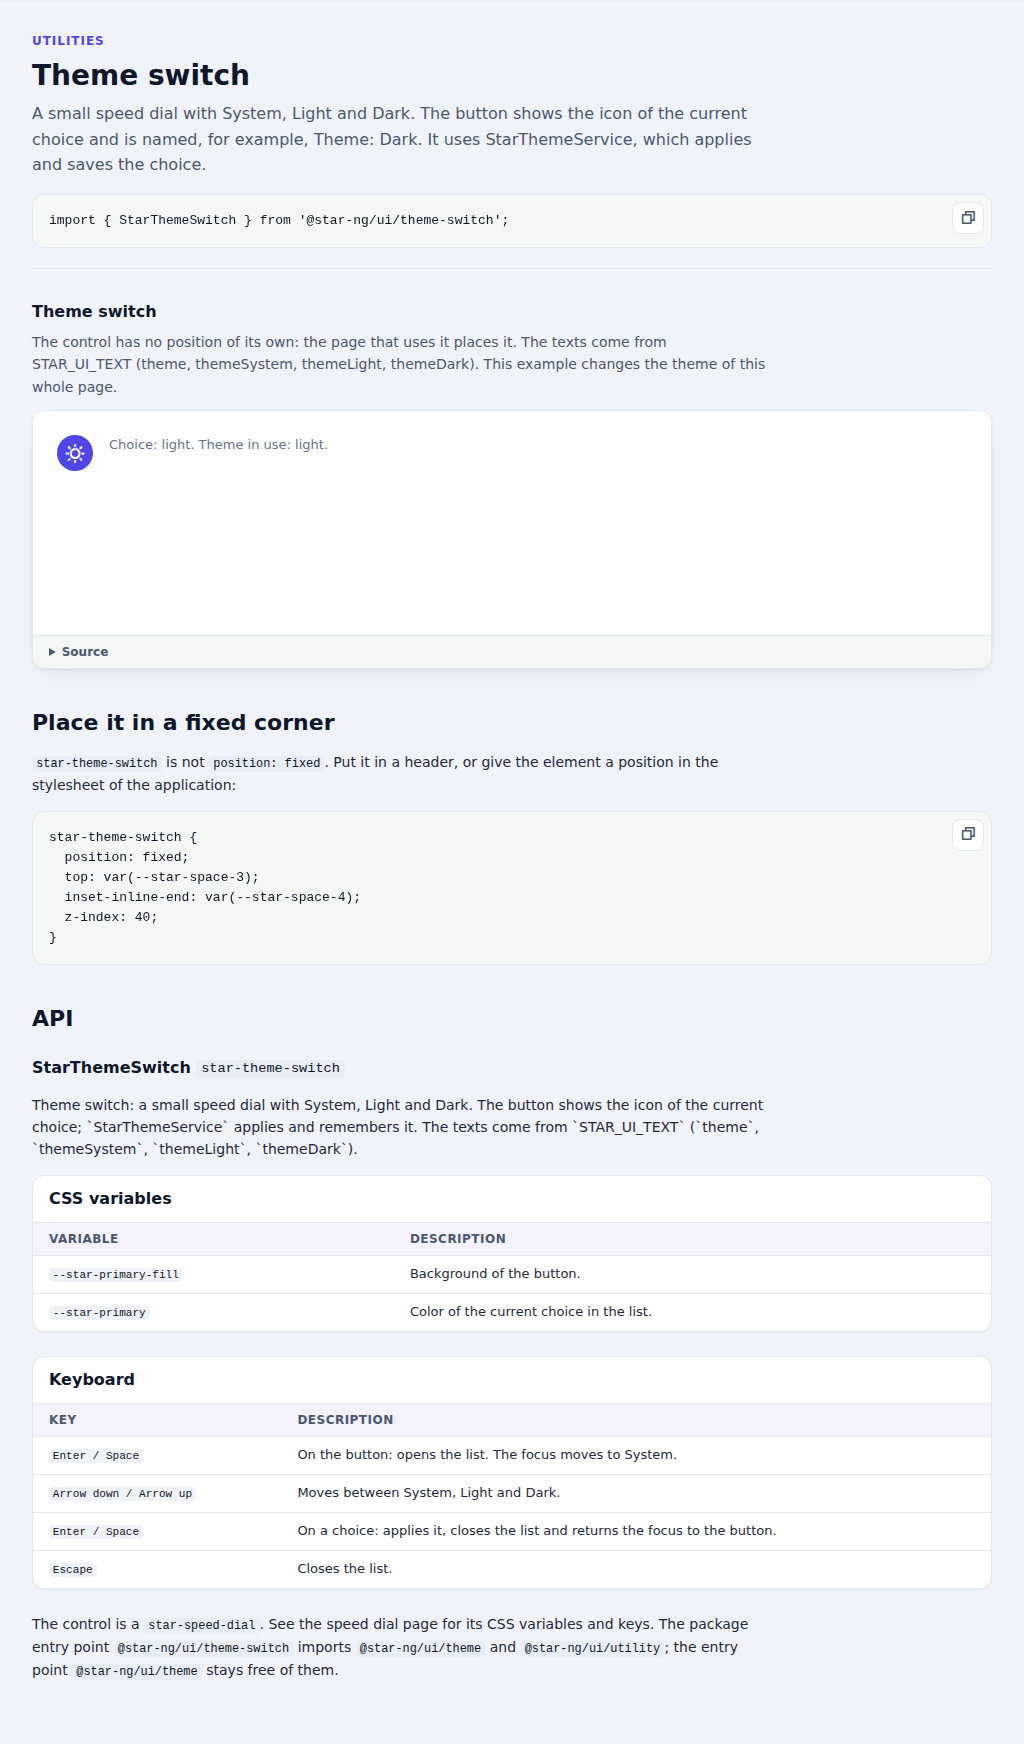 UTILITIES
Theme switch
A small speed dial with System, Light and Dark. The button shows the icon of the current
choice and is named, for example, Theme: Dark. It uses StarThemeService, which applies
and saves the choice.
import { StarThemeSwitch } from '@star-ng/ui/theme-switch';
Theme switch
The control has no position of its own: the page that uses it places it. The texts come from
STAR_UI_TEXT (theme, themeSystem, themeLight, themeDark). This example changes the theme of this
whole page.
Choice: light. Theme in use: light.
Source
Place it in a fixed corner
star-theme-switch is not position: fixed. Put it in a header, or give the element a position in the
stylesheet of the application:
star-theme-switch {
  position: fixed;
  top: var(--star-space-3);
  inset-inline-end: var(--star-space-4);
  z-index: 40;
}
API
StarThemeSwitch star-theme-switch
Theme switch: a small speed dial with System, Light and Dark. The button shows the icon of the current
choice; `StarThemeService` applies and remembers it. The texts come from `STAR_UI_TEXT` (`theme`,
`themeSystem`, `themeLight`, `themeDark`).
CSS variables
VARIABLE DESCRIPTION
--star-primary-fill Background of the button.
--star-primary Color of the current choice in the list.
Keyboard
KEY DESCRIPTION
Enter / Space On the button: opens the list. The focus moves to System.
Arrow down / Arrow up Moves between System, Light and Dark.
Enter / Space On a choice: applies it, closes the list and returns the focus to the button.
Escape Closes the list.
The control is a star-speed-dial. See the speed dial page for its CSS variables and keys. The package
entry point @star-ng/ui/theme-switch imports @star-ng/ui/theme and @star-ng/ui/utility; the entry
point @star-ng/ui/theme stays free of them.